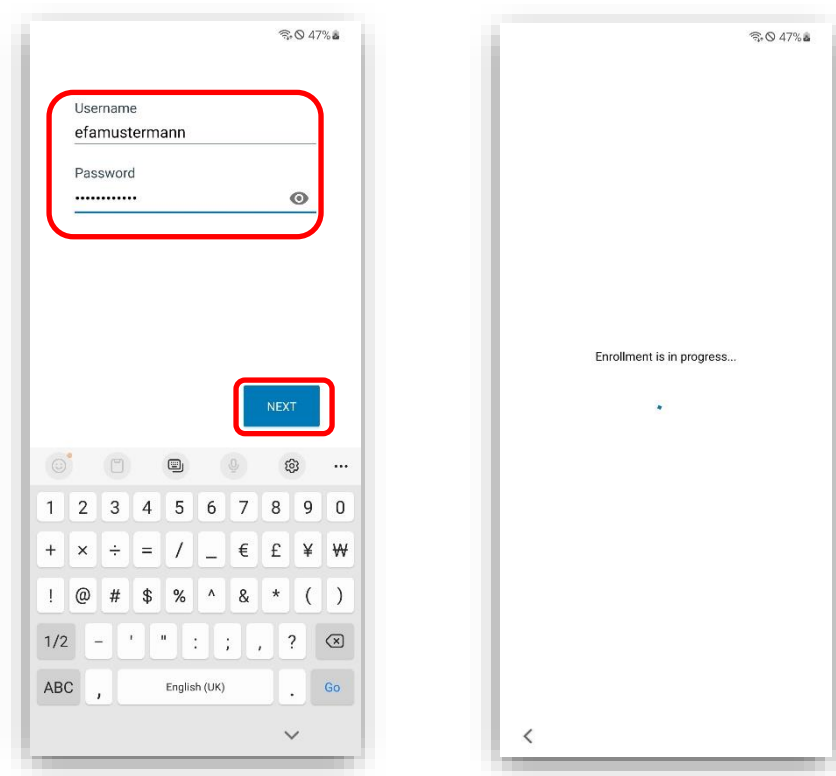 47%
Username
efamustermann
Password
••••••••••••
NEXT
1 2 3 4 5 6 7 8 9 0
+ × ÷ = / _ € £ ¥ ₩
! @ # $ % ^ & * ( )
1/2 - ' " : ; , ?
ABC , English (UK) . Go
47%
Enrollment is in progress...